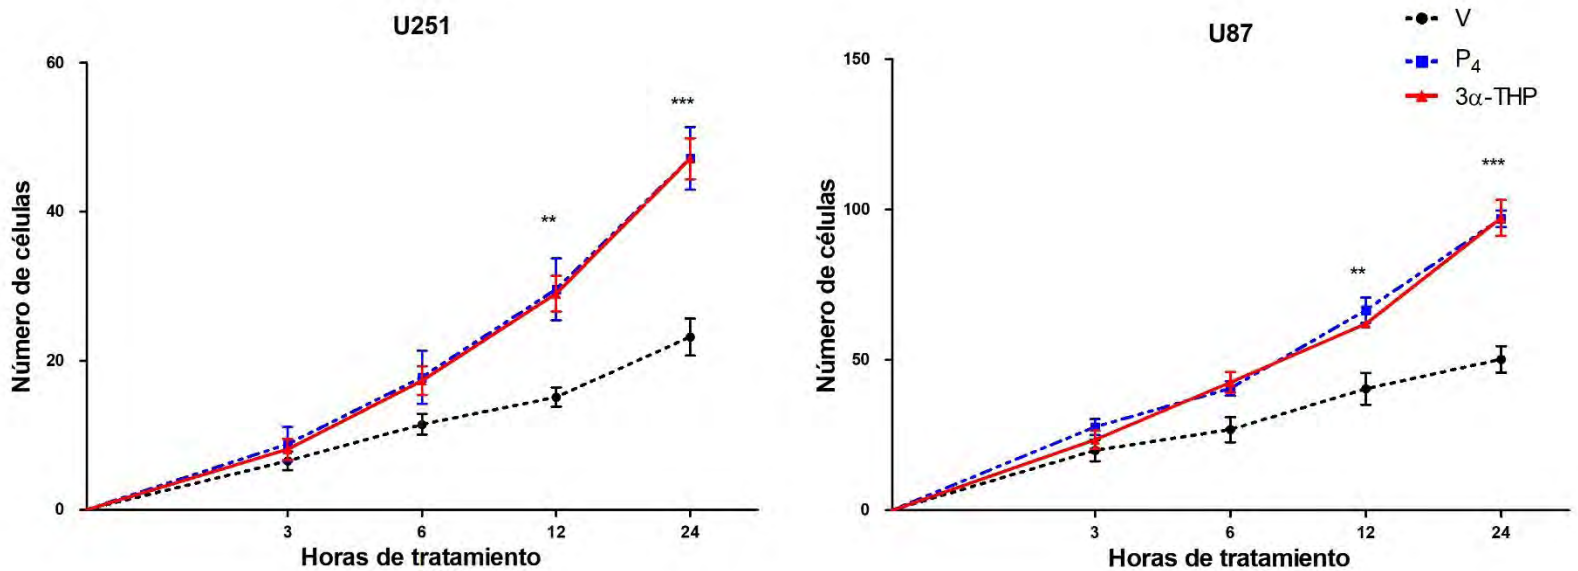 U251
Número de células
60
40
20
0
**
***
3
6
12
24
Horas de tratamiento
U87
V
P₄
3α-THP
Número de células
150
100
50
0
**
***
3
6
12
24
Horas de tratamiento